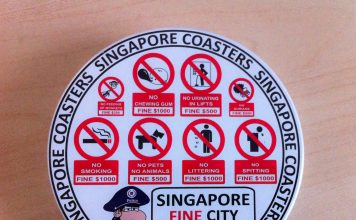 SINGAPORE COASTERS SINGAPORE COASTERS SINGAPORE COASTERS
NO
CHEWING GUM
FINE $1000
NO URINATING
IN LIFTS
FINE $500
NO
SMOKING
FINE $1000
NO PETS
NO ANIMALS
FINE $500
NO
LITTERING
FINE $1000
NO
SPITTING
FINE $1000
SINGAPORE
FINE CITY